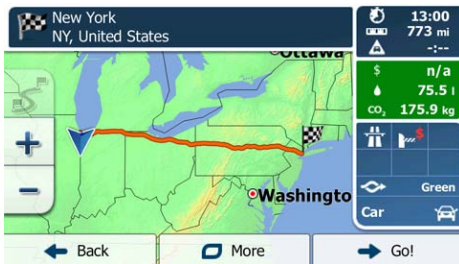 New York
NY, United States
Ottawa
Washingto
13:00
773 mi
-:--
$ n/a
75.5 l
CO₂ 175.9 kg
$
Green
Car
+
−
Back
More
Go!